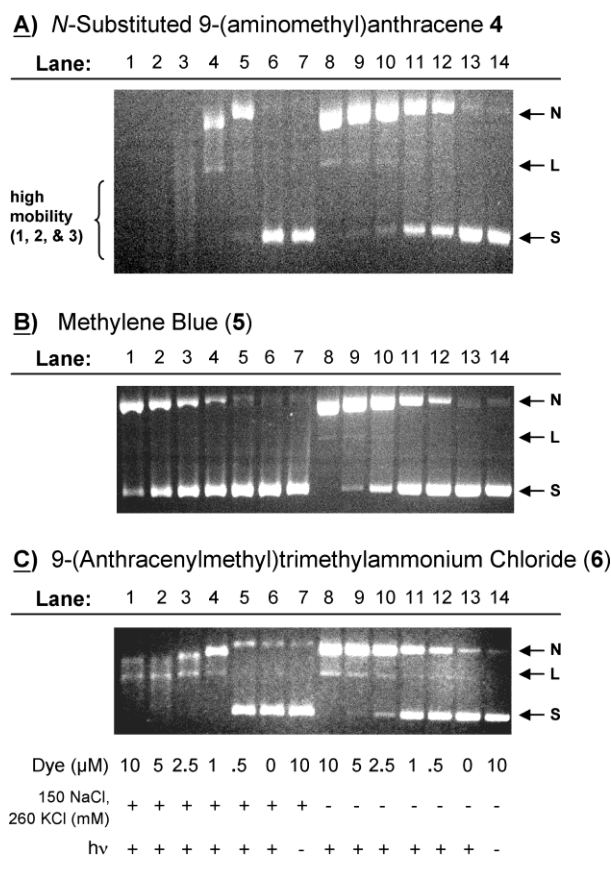 A) N-Substituted 9-(aminomethyl)anthracene 4
Lane: 1 2 3 4 5 6 7 8 9 10 11 12 13 14
N
L
high mobility (1, 2, & 3)
S
B) Methylene Blue (5)
Lane: 1 2 3 4 5 6 7 8 9 10 11 12 13 14
N
L
S
C) 9-(Anthracenylmethyl)trimethylammonium Chloride (6)
Lane: 1 2 3 4 5 6 7 8 9 10 11 12 13 14
N
L
S
Dye (μM) 10 5 2.5 1 .5 0 10 10 5 2.5 1 .5 0 10
150 NaCl, 260 KCl (mM) + + + + + + + - - - - - - -
hν + + + + + + - + + + + + + -